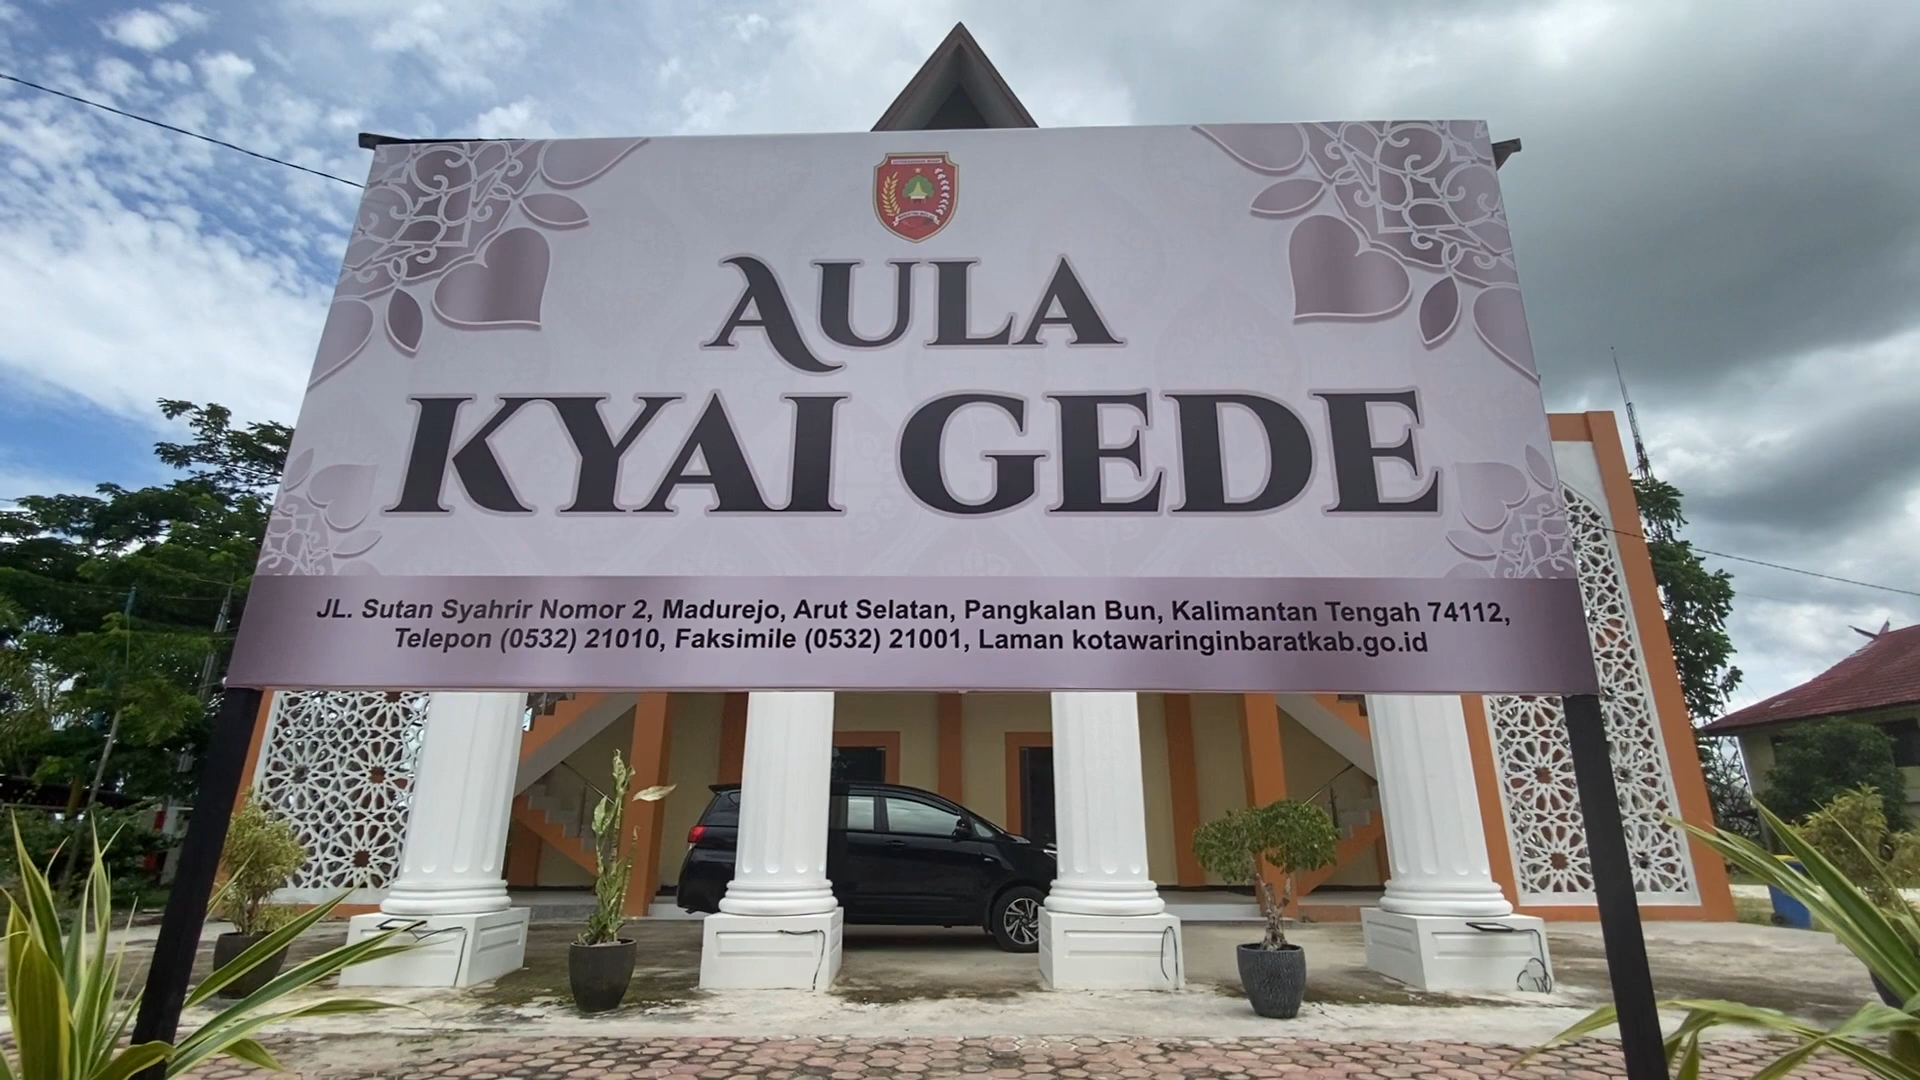 AULA
KYAI GEDE
JL. Sutan Syahrir Nomor 2, Madurejo, Arut Selatan, Pangkalan Bun, Kalimantan Tengah 74112,
Telepon (0532) 21010, Faksimile (0532) 21001, Laman kotawaringinbaratkab.go.id